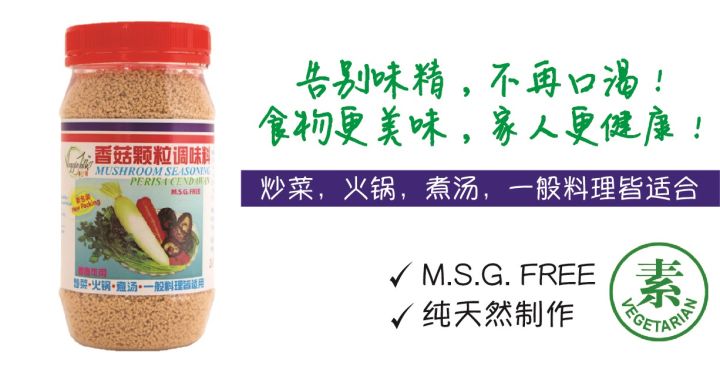 告别味精，不再口渴！
食物更美味，家人更健康！
炒菜，火锅，煮汤，一般料理皆适合
✓ M.S.G. FREE
✓ 纯天然制作
素
VEGETARIAN
香菇颗粒调味料
MUSHROOM SEASONING
PERISA CENDAWAN
M.S.G. FREE
新包装
New Packing
炒菜·火锅·煮汤·一般料理皆适用